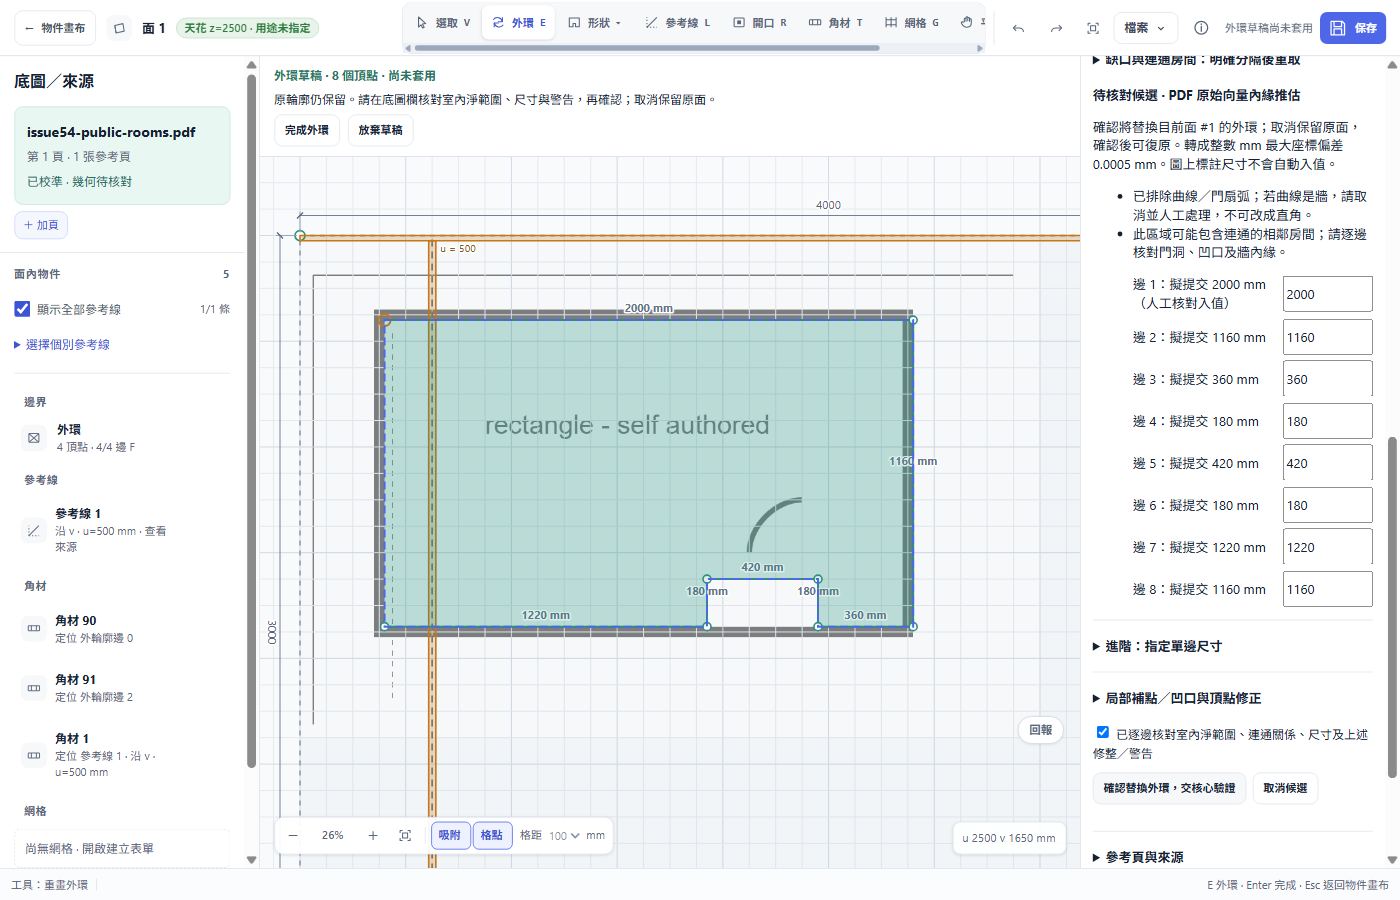 ← 物件畫布
面 1
天花 z=2500 · 用途未指定
選取 V
外環 E
形狀
參考線 L
開口 R
角材 T
網格 G
檔案
外環草稿尚未套用
保存
底圖／來源
issue54-public-rooms.pdf
第 1 頁 · 1 張參考頁
已校準 · 幾何待核對
+ 加頁
面內物件 5
顯示全部參考線 1/1 條
選擇個別參考線
邊界
外環
4 頂點 · 4/4 邊 F
參考線
參考線 1
沿 v · u=500 mm · 查看
來源
角材
角材 90
定位 外輪廓邊 0
角材 91
定位 外輪廓邊 2
角材 1
定位 參考線 1 · 沿 v ·
u=500 mm
網格
尚無網格 · 開啟建立表單
外環草稿 · 8 個頂點 · 尚未套用
原輪廓仍保留。請在底圖欄核對室內淨範圍、尺寸與警告，再確認；取消保留原面。
完成外環
放棄草稿
4000
u = 500
2000 mm
rectangle - self authored
1160 mm
420 mm
180 mm
180 mm
1220 mm
360 mm
3000
回報
− 26% +
吸附
格點
格距 100 mm
u 2500 v 1650 mm
缺口與連通房間：明確分隔後重取
待核對候選 · PDF 原始向量內緣推估
確認將替換目前面 #1 的外環；取消保留原面，
確認後可復原。轉成整數 mm 最大座標偏差
0.0005 mm。圖上標註尺寸不會自動入值。
• 已排除曲線／門扇弧；若曲線是牆，請取
消並人工處理，不可改成直角。
• 此區域可能包含連通的相鄰房間；請逐邊
核對門洞、凹口及牆內緣。
邊 1：擬提交 2000 mm
（人工核對入值）
2000
邊 2：擬提交 1160 mm 1160
邊 3：擬提交 360 mm 360
邊 4：擬提交 180 mm 180
邊 5：擬提交 420 mm 420
邊 6：擬提交 180 mm 180
邊 7：擬提交 1220 mm 1220
邊 8：擬提交 1160 mm 1160
進階：指定單邊尺寸
局部補點／凹口與頂點修正
已逐邊核對室內淨範圍、連通關係、尺寸及上述
修整／警告
確認替換外環，交核心驗證
取消候選
參考頁與來源
工具：重畫外環
E 外環 · Enter 完成 · Esc 返回物件畫布